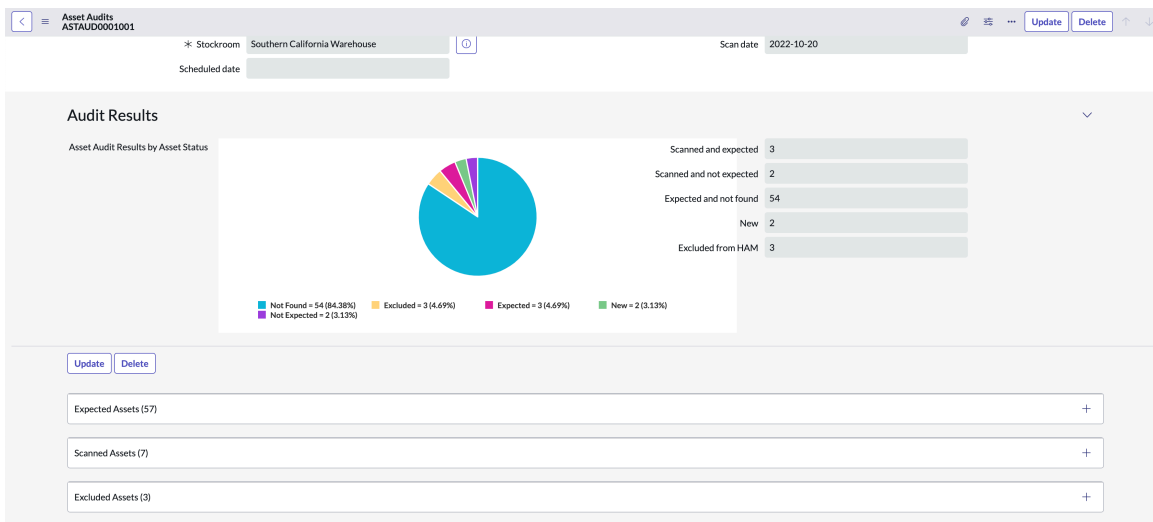 Asset Audits
ASTAUD0001001
Update
Delete
Stockroom Southern California Warehouse
Scan date 2022-10-20
Scheduled date
Audit Results
Asset Audit Results by Asset Status
Scanned and expected 3
Scanned and not expected 2
Expected and not found 54
New 2
Excluded from HAM 3
Not Found = 54 (84.38%) Excluded = 3 (4.69%) Expected = 3 (4.69%) New = 2 (3.13%)
Not Expected = 2 (3.13%)
Update Delete
Expected Assets (57)
Scanned Assets (7)
Excluded Assets (3)